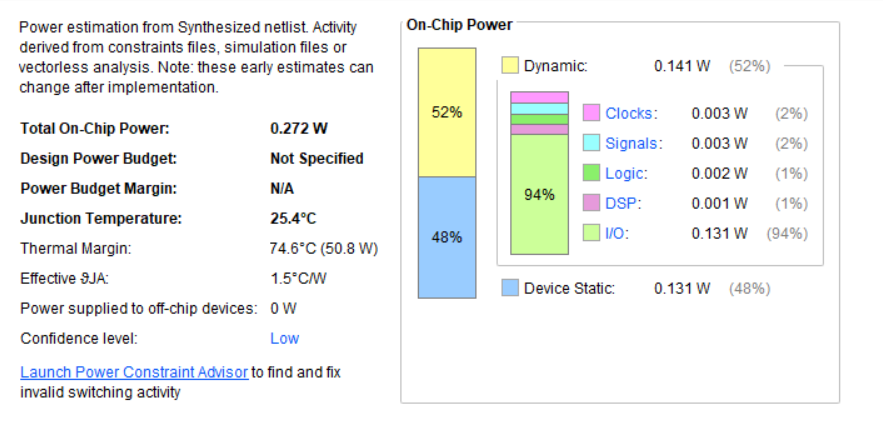 Power estimation from Synthesized netlist. Activity
derived from constraints files, simulation files or
vectorless analysis. Note: these early estimates can
change after implementation.
Total On-Chip Power: 0.272 W
Design Power Budget: Not Specified
Power Budget Margin: N/A
Junction Temperature: 25.4°C
Thermal Margin: 74.6°C (50.8 W)
Effective ϑJA: 1.5°C/W
Power supplied to off-chip devices: 0 W
Confidence level: Low
Launch Power Constraint Advisor to find and fix
invalid switching activity
On-Chip Power
52%
48%
Dynamic: 0.141 W (52%)
94%
Clocks: 0.003 W (2%)
Signals: 0.003 W (2%)
Logic: 0.002 W (1%)
DSP: 0.001 W (1%)
I/O: 0.131 W (94%)
Device Static: 0.131 W (48%)